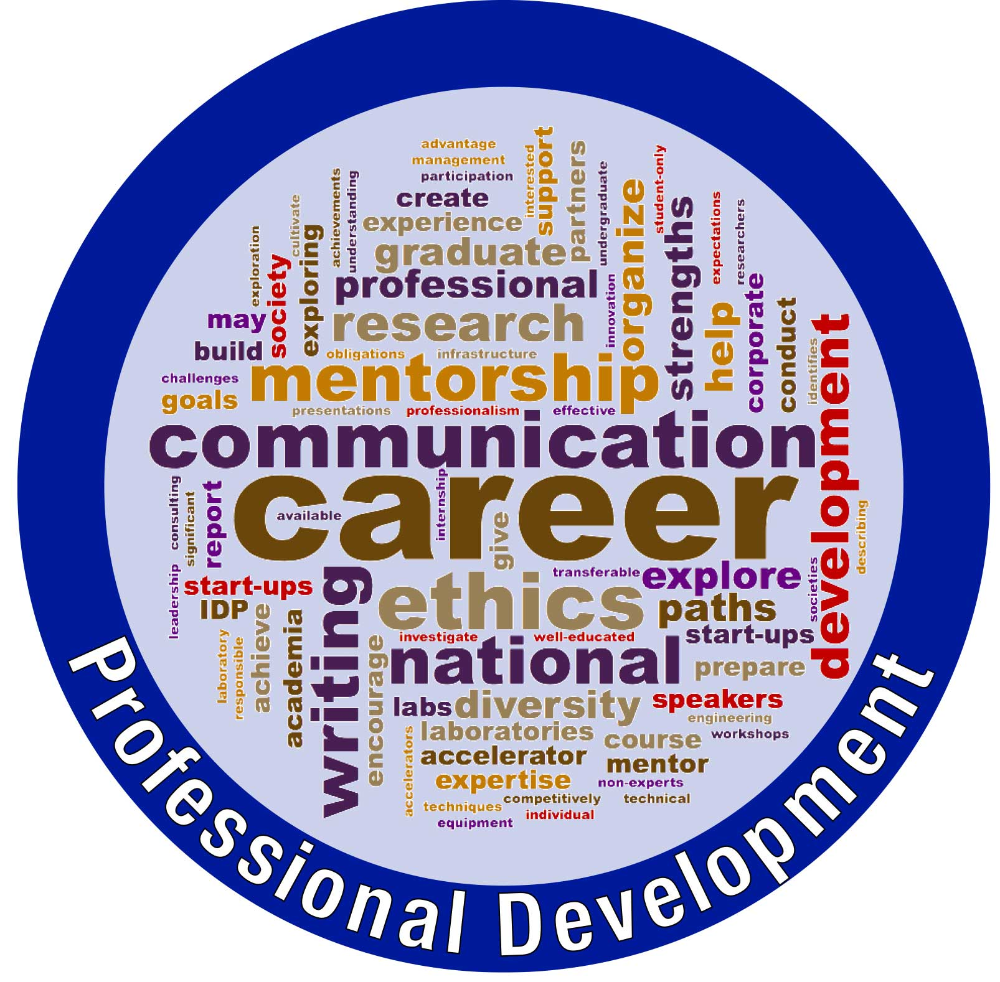 advantage
management
participation
create
experience
graduate
professional
research
obligations
infrastructure
mentorship
presentations
professionalism
effective
interested
support
partners
undergraduate
innovation
organize
student-only
strengths
expectations
researchers
help
corporate
conduct
identifies
development
describing
achievements
understanding
cultivate
exploring
exploration
society
may
build
challenges
goals
communication
career
available
internship
give
consulting
significant
report
leadership
start-ups
IDP
laboratory
responsible
achieve
academia
writing
encourage
ethics
transferable
explore
paths
societies
start-ups
investigate
well-educated
national
prepare
labs
diversity
speakers
engineering
workshops
laboratories
course
accelerators
accelerator
mentor
expertise
non-experts
competitively
technical
techniques
individual
equipment
Professional Development